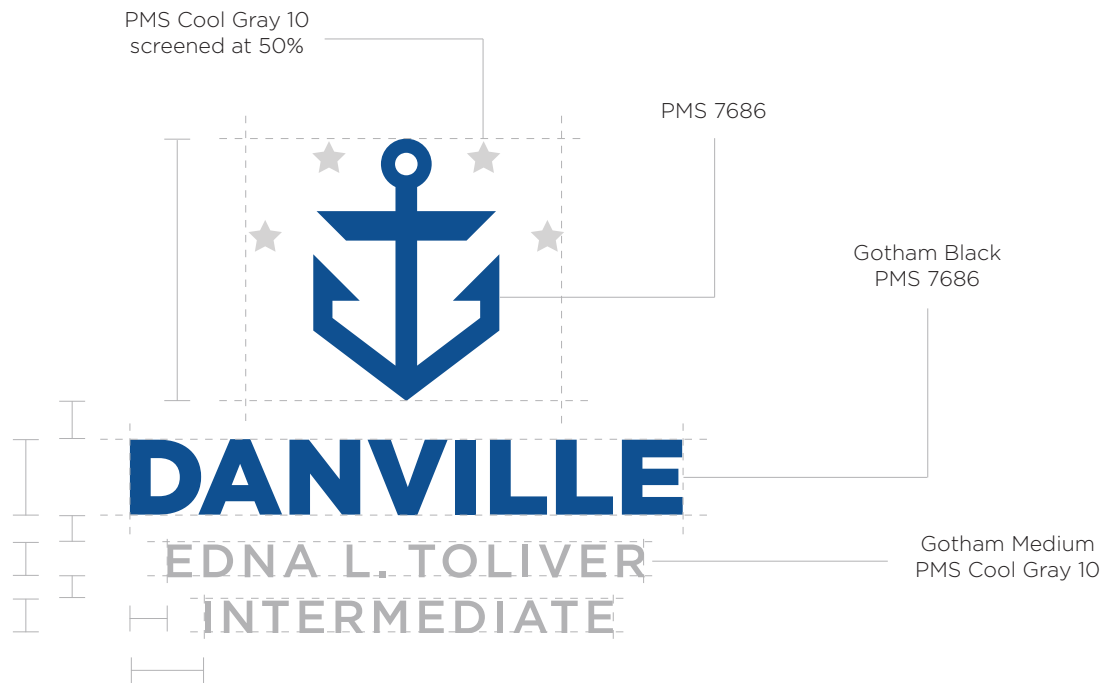 PMS Cool Gray 10
screened at 50%
PMS 7686
Gotham Black
PMS 7686
DANVILLE
EDNA L. TOLIVER
INTERMEDIATE
Gotham Medium
PMS Cool Gray 10